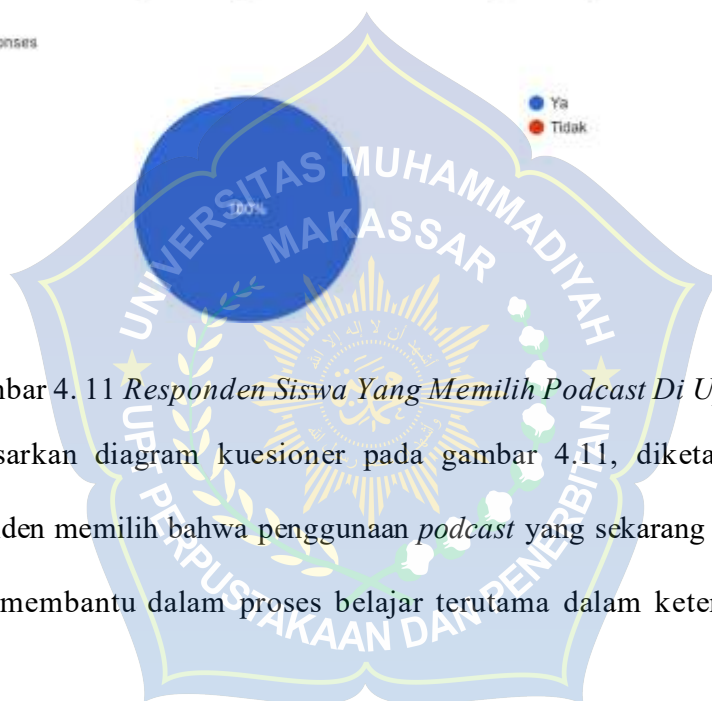 onses
Ya
Tidak
100%
UNIVERSITAS MUHAMMADIYAH
MAKASSAR
mbar 4. 11 Responden Siswa Yang Memilih Podcast Di U
sarkan diagram kuesioner pada gambar 4.11, diketa
den memilih bahwa penggunaan podcast yang sekarang
membantu dalam proses belajar terutama dalam keter
UPT PERPUSTAKAAN DAN PENERBITAN